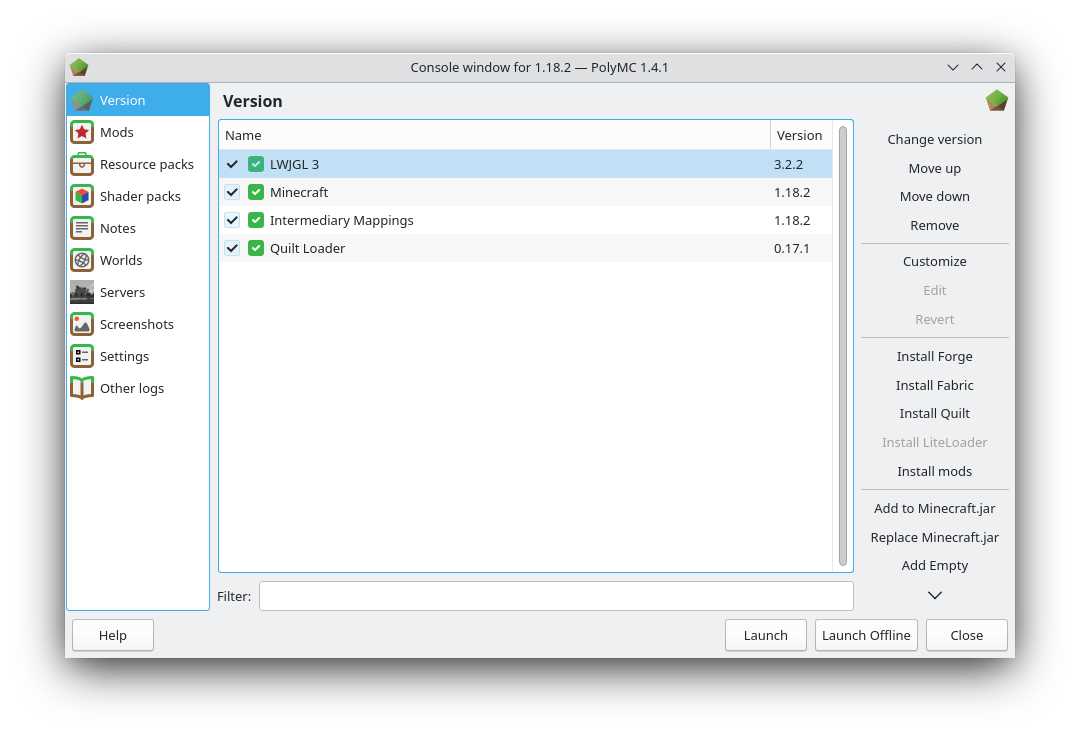 Console window for 1.18.2 — PolyMC 1.4.1
Version
Mods
Resource packs
Shader packs
Notes
Worlds
Servers
Screenshots
Settings
Other logs
Version
Name Version
LWJGL 3 3.2.2
Minecraft 1.18.2
Intermediary Mappings 1.18.2
Quilt Loader 0.17.1
Filter:
Change version
Move up
Move down
Remove
Customize
Edit
Revert
Install Forge
Install Fabric
Install Quilt
Install LiteLoader
Install mods
Add to Minecraft.jar
Replace Minecraft.jar
Add Empty
Help Launch Launch Offline Close